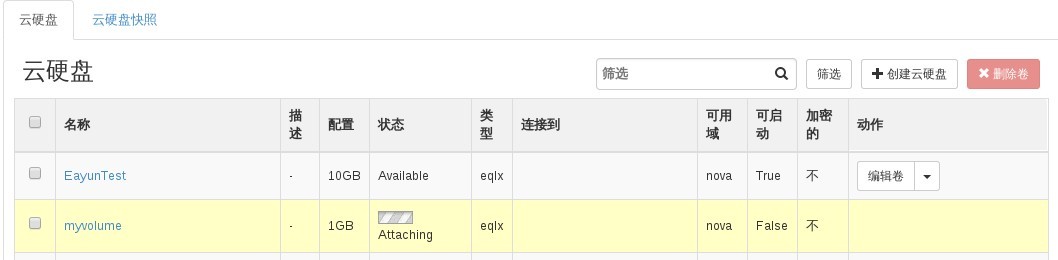 云硬盘 云硬盘快照
云硬盘
筛选 筛选 创建云硬盘 删除卷
名称 描述 配置 状态 类型 连接到 可用域 可启动 加密的 动作
EayunTest - 10GB Available eqlx nova True 不 编辑卷
myvolume - 1GB Attaching eqlx nova False 不